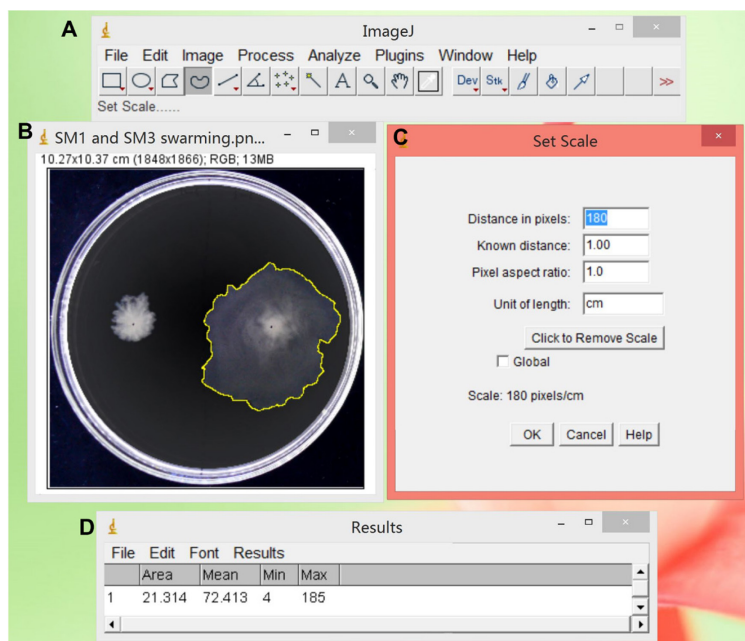 A
ImageJ
File Edit Image Process Analyze Plugins Window Help
A Dev Stk >>
Set Scale......
B
SM1 and SM3 swarming.pn...
10.27x10.37 cm (1848x1866); RGB; 13MB
C
Set Scale
Distance in pixels: 180
Known distance: 1.00
Pixel aspect ratio: 1.0
Unit of length: cm
Click to Remove Scale
Global
Scale: 180 pixels/cm
OK Cancel Help
D
Results
File Edit Font Results
Area Mean Min Max
1 21.314 72.413 4 185